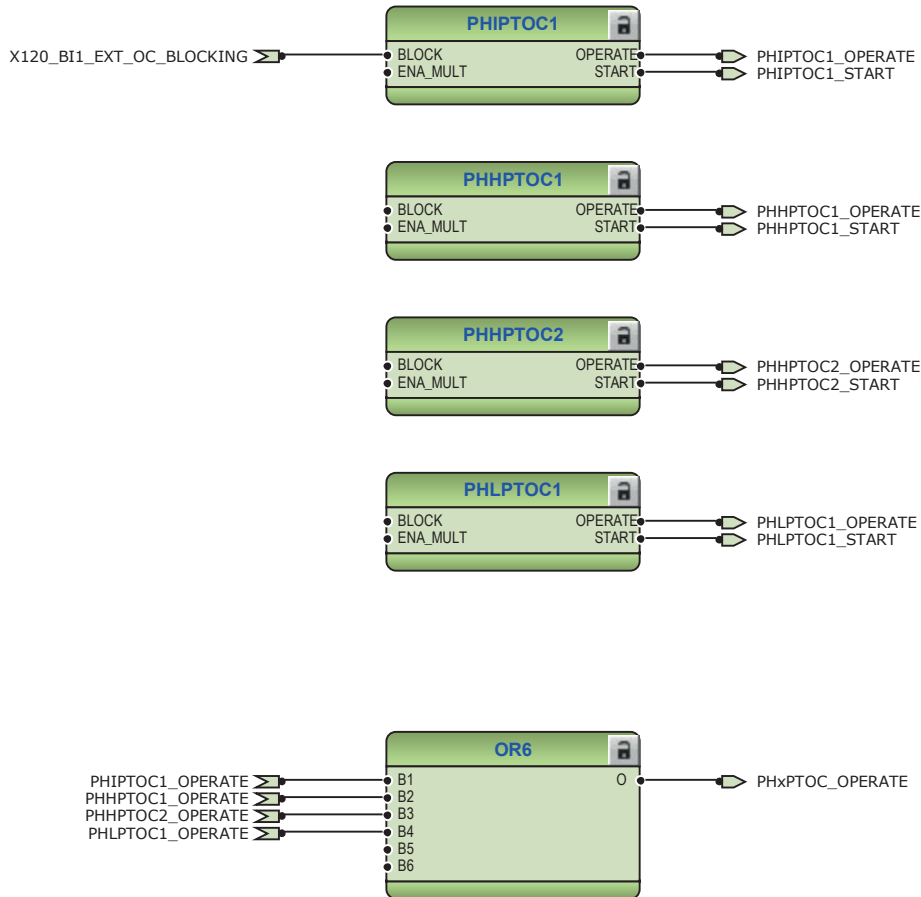 PHIPTOC1
X120_BI1_EXT_OC_BLOCKING
BLOCK
OPERATE
PHIPTOC1_OPERATE
ENA_MULT
START
PHIPTOC1_START
PHHPTOC1
BLOCK
OPERATE
PHHPTOC1_OPERATE
ENA_MULT
START
PHHPTOC1_START
PHHPTOC2
BLOCK
OPERATE
PHHPTOC2_OPERATE
ENA_MULT
START
PHHPTOC2_START
PHLPTOC1
BLOCK
OPERATE
PHLPTOC1_OPERATE
ENA_MULT
START
PHLPTOC1_START
OR6
PHIPTOC1_OPERATE
B1
O
PHxPTOC_OPERATE
PHHPTOC1_OPERATE
B2
PHHPTOC2_OPERATE
B3
PHLPTOC1_OPERATE
B4
B5
B6